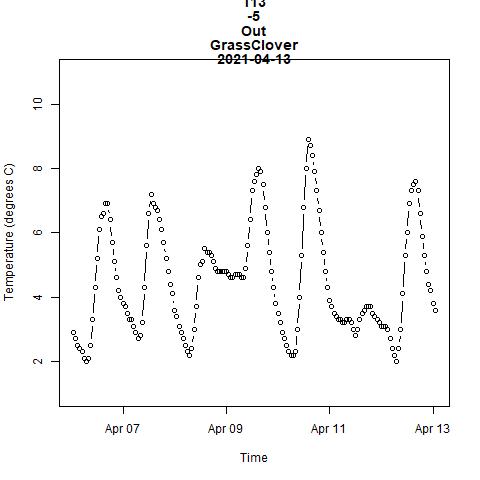 113
-5
Out
GrassClover
2021-04-13
Temperature (degrees C)
10
8
6
4
2
Apr 07 Apr 09 Apr 11 Apr 13
Time